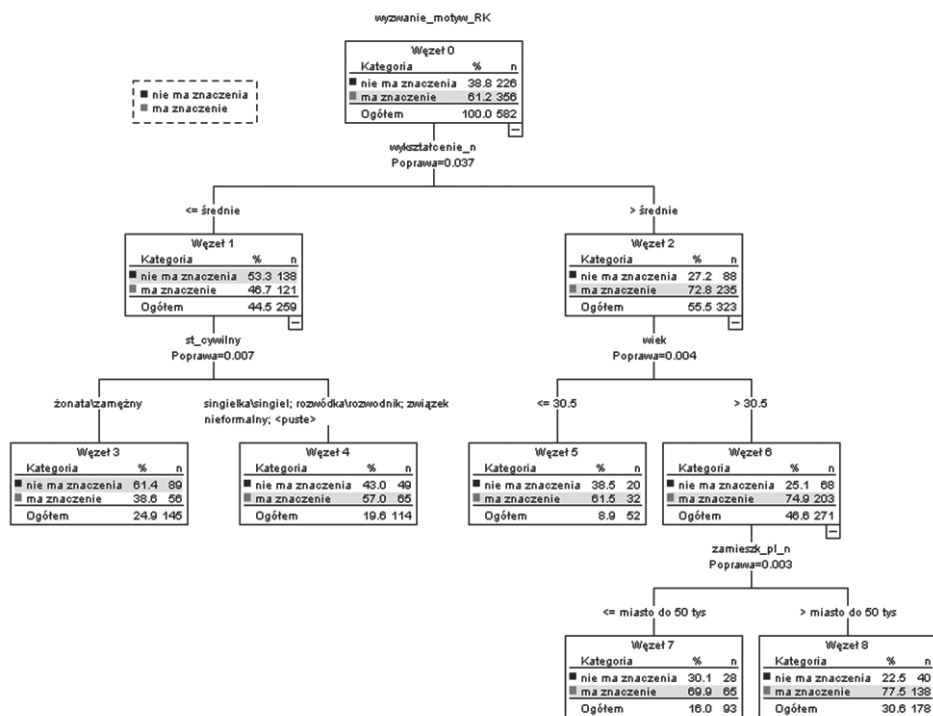 wyzwanie_motyw_RK
nie ma znaczenia
ma znaczenie
Węzeł 0
Kategoria % n
nie ma znaczenia 38.8 226
ma znaczenie 61.2 356
Ogółem 100.0 582
wykształcenie_n
Poprawa=0.037
<= średnie
> średnie
Węzeł 1
Kategoria % n
nie ma znaczenia 53.3 138
ma znaczenie 46.7 121
Ogółem 44.5 259
Węzeł 2
Kategoria % n
nie ma znaczenia 27.2 88
ma znaczenie 72.8 235
Ogółem 55.5 323
st_cywilny
Poprawa=0.007
wiek
Poprawa=0.004
żonata\zamężny
singielka\singiel; rozwódka\rozwodnik; związek
nieformalny; <puste>
<= 30.5
> 30.5
Węzeł 3
Kategoria % n
nie ma znaczenia 61.4 89
ma znaczenie 38.6 56
Ogółem 24.9 145
Węzeł 4
Kategoria % n
nie ma znaczenia 43.0 49
ma znaczenie 57.0 65
Ogółem 19.6 114
Węzeł 5
Kategoria % n
nie ma znaczenia 38.5 20
ma znaczenie 61.5 32
Ogółem 8.9 52
Węzeł 6
Kategoria % n
nie ma znaczenia 25.1 68
ma znaczenie 74.9 203
Ogółem 46.6 271
zamieszk_pl_n
Poprawa=0.003
<= miasto do 50 tys
> miasto do 50 tys
Węzeł 7
Kategoria % n
nie ma znaczenia 30.1 28
ma znaczenie 69.9 65
Ogółem 16.0 93
Węzeł 8
Kategoria % n
nie ma znaczenia 22.5 40
ma znaczenie 77.5 138
Ogółem 30.6 178